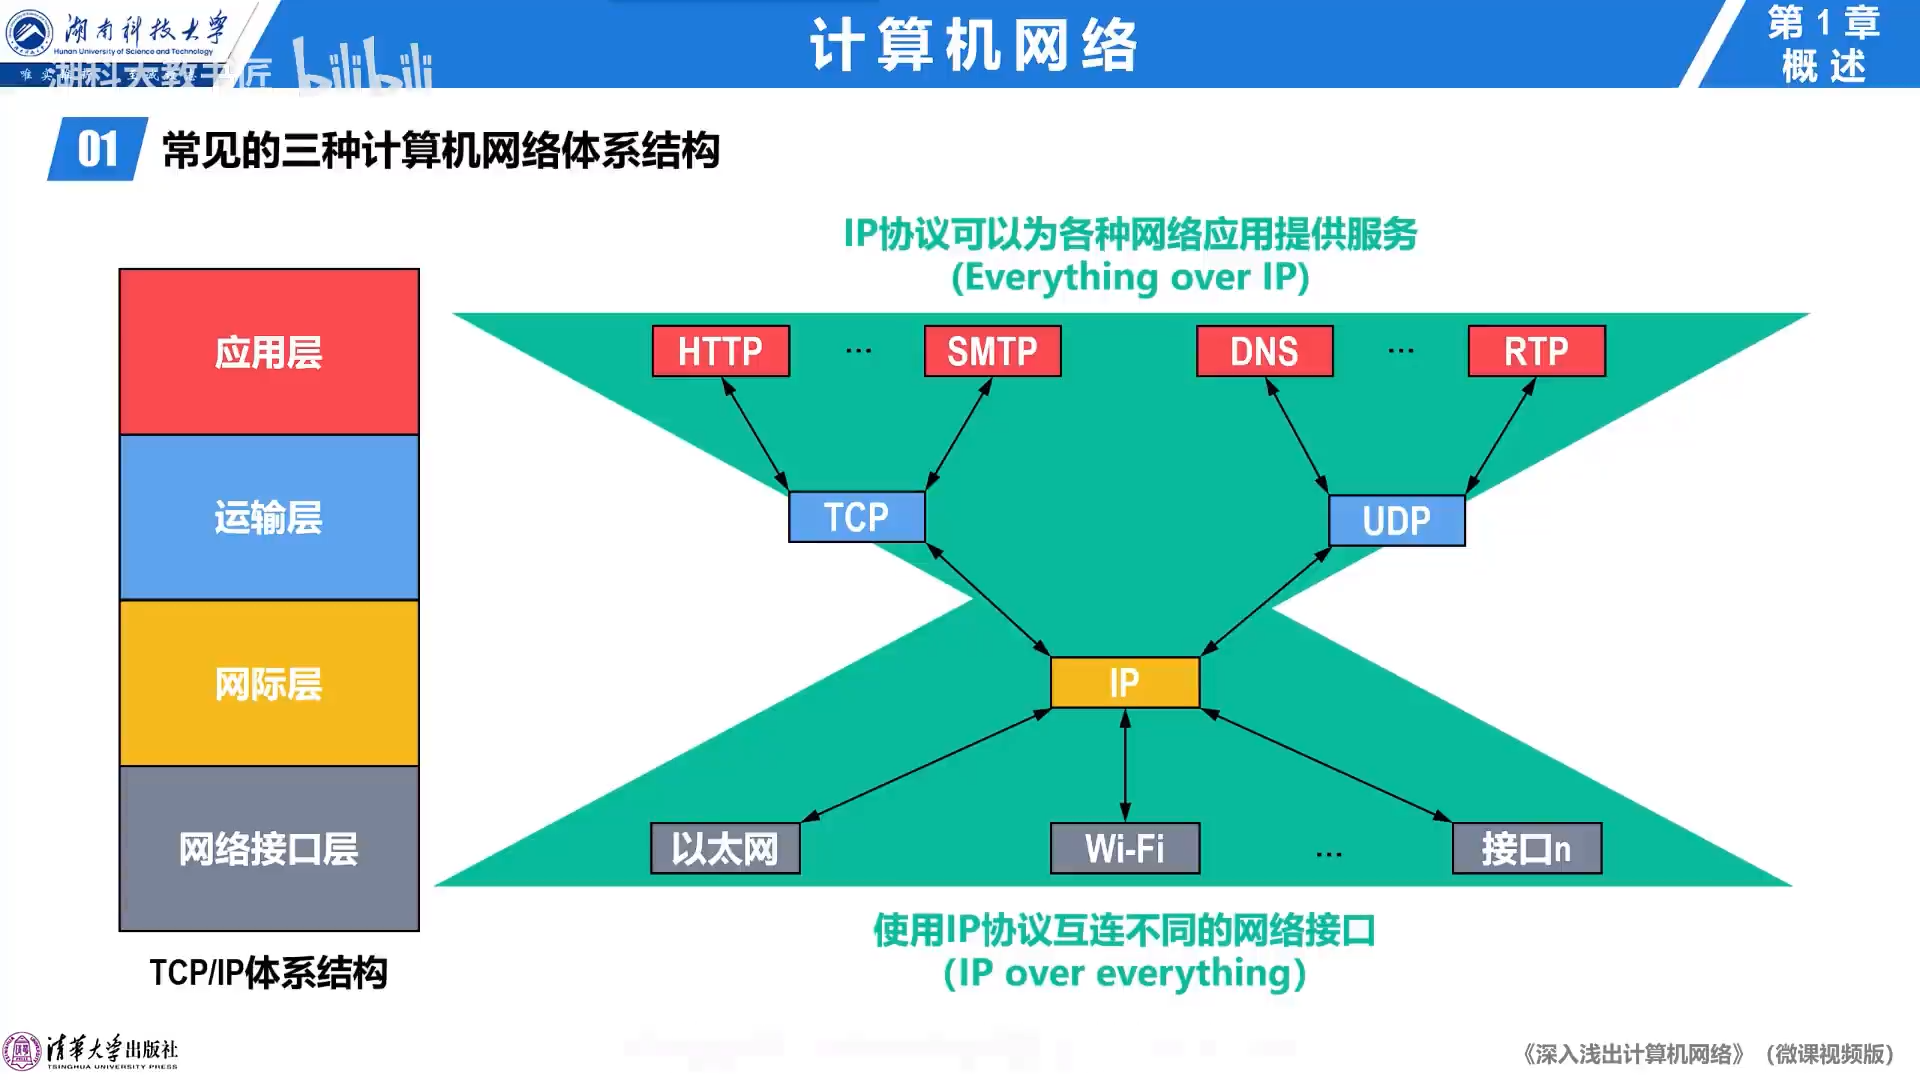 湖南科技大学
Hunan University of Science and Technology
湖科大教书匠
bilibili
计算机网络
第1章
概述
01
常见的三种计算机网络体系结构
IP协议可以为各种网络应用提供服务
(Everything over IP)
应用层
运输层
网际层
网络接口层
TCP/IP体系结构
HTTP
...
SMTP
DNS
...
RTP
TCP
UDP
IP
以太网
Wi-Fi
...
接口n
使用IP协议互连不同的网络接口
(IP over everything)
清华大学出版社
TSINGHUA UNIVERSITY PRESS
《深入浅出计算机网络》(微课视频版)